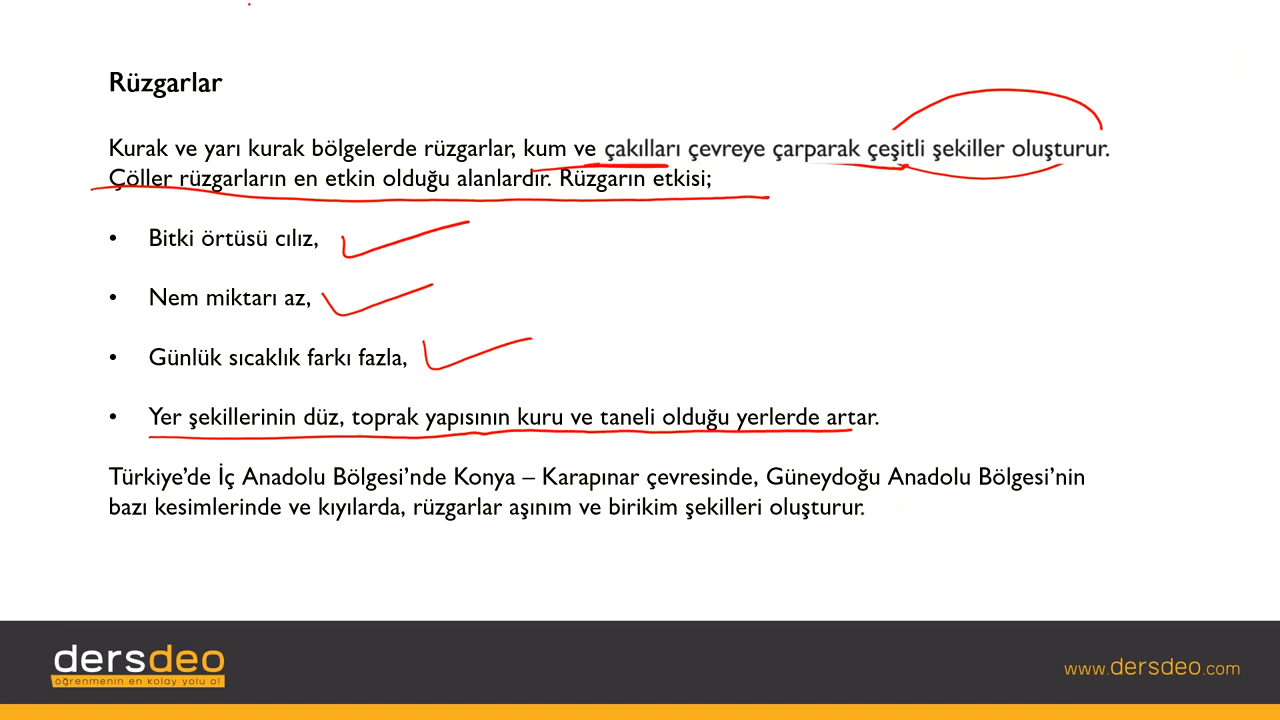 Rüzgarlar
Kurak ve yarı kurak bölgelerde rüzgarlar, kum ve çakılları çevreye çarparak çeşitli şekiller oluşturur.
Çöller rüzgarların en etkin olduğu alanlardır. Rüzgarın etkisi;
• Bitki örtüsü cılız,
• Nem miktarı az,
• Günlük sıcaklık farkı fazla,
• Yer şekillerinin düz, toprak yapısının kuru ve taneli olduğu yerlerde artar.
Türkiye’de İç Anadolu Bölgesi’nde Konya – Karapınar çevresinde, Güneydoğu Anadolu Bölgesi’nin
bazı kesimlerinde ve kıyılarda, rüzgarlar aşınım ve birikim şekilleri oluşturur.
dersdeo
öğrenmenin en kolay yolu o!
www.dersdeo.com